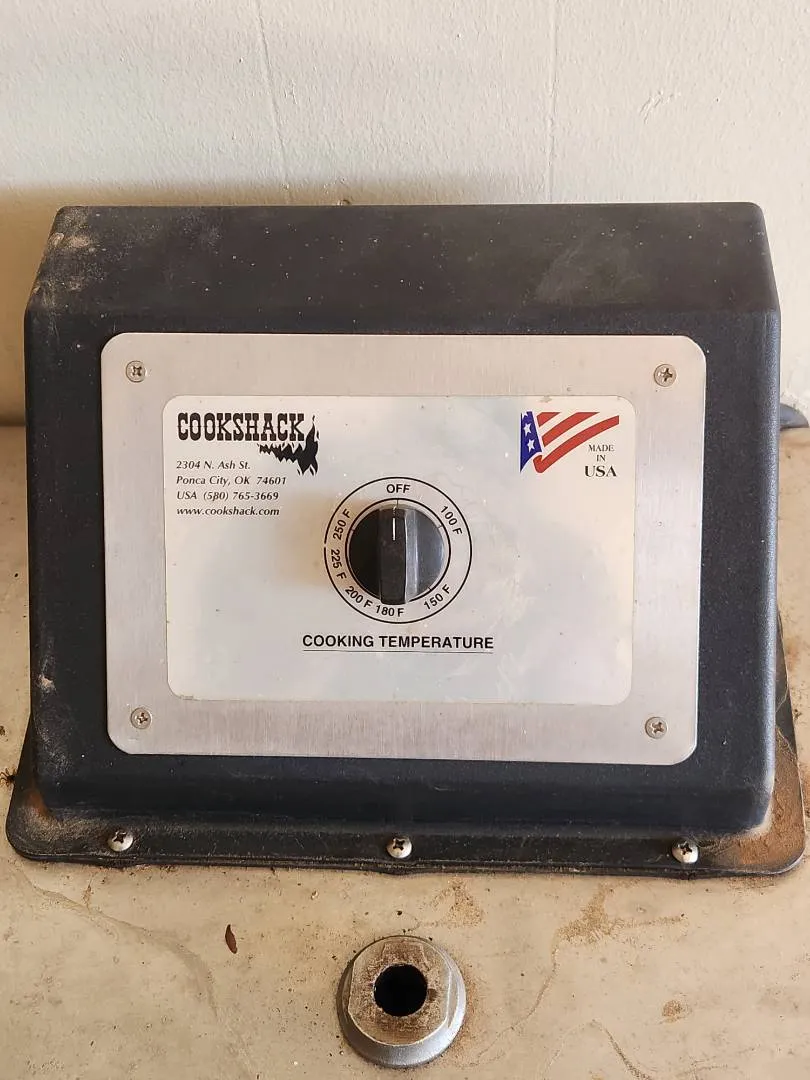 COOKSHACK
2304 N. Ash St.
Ponca City, OK 74601
USA (580) 765-3669
www.cookshack.com
MADE
IN
USA
OFF
100 F
150 F
180 F
200 F
225 F
250 F
COOKING TEMPERATURE